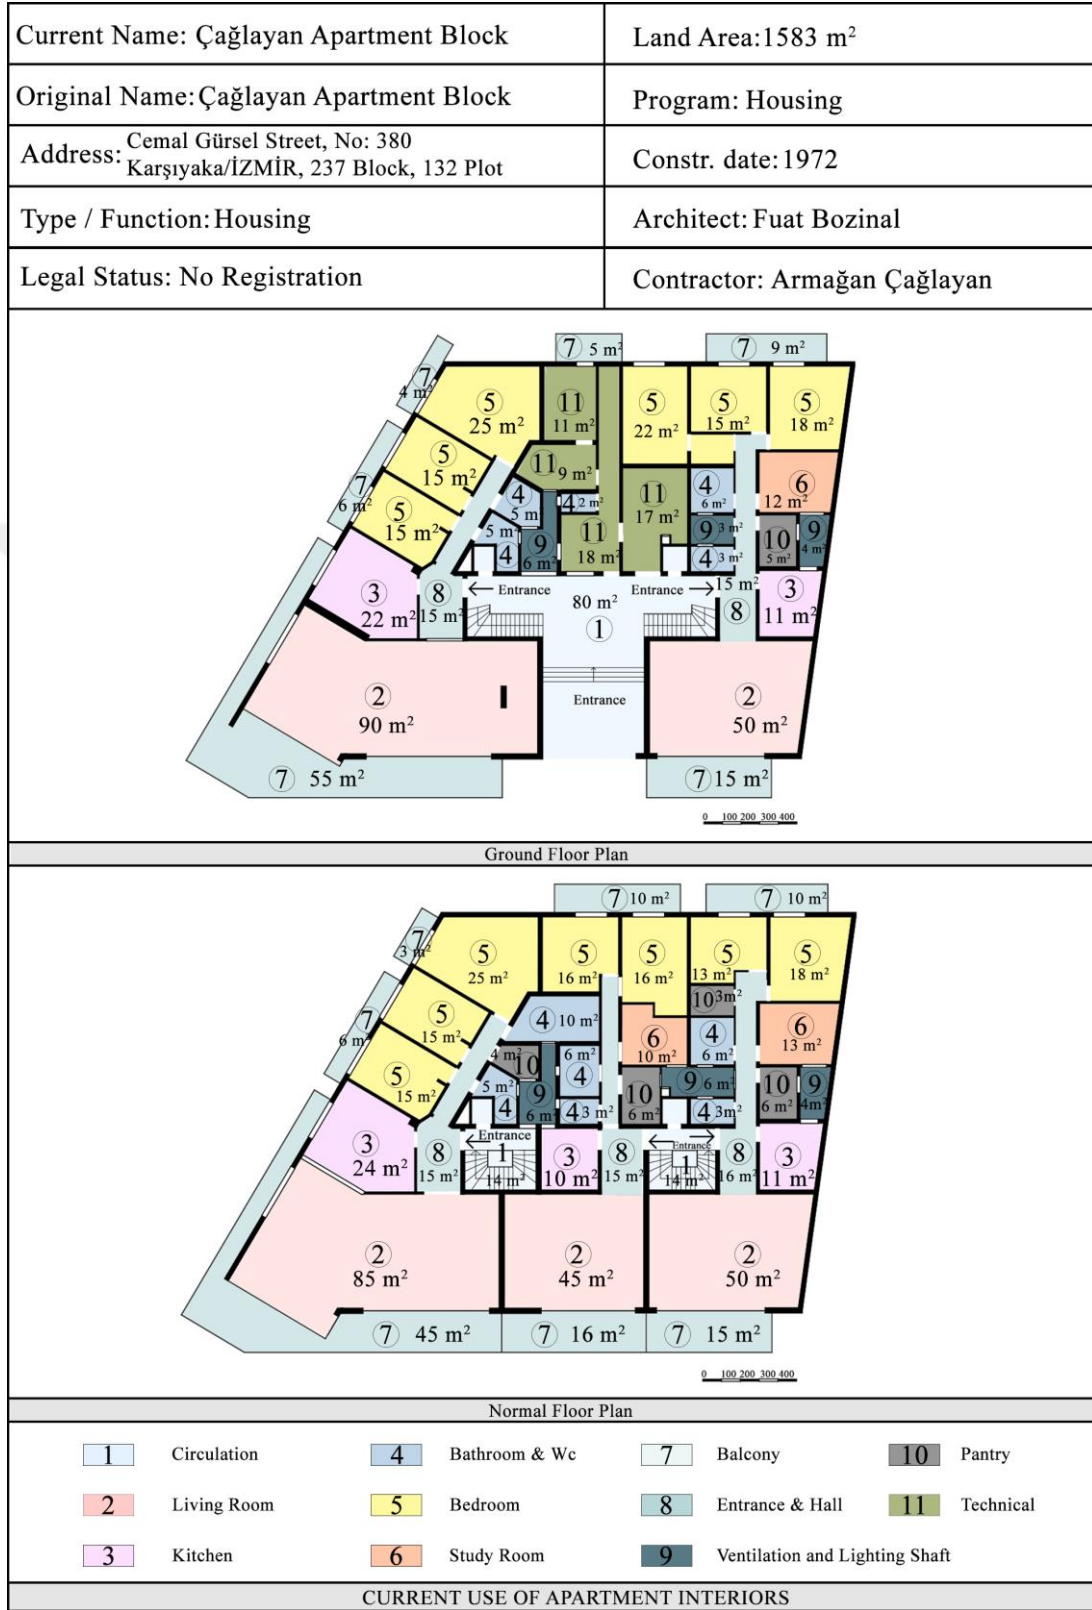 Current Name: Çağlayan Apartment Block
Land Area:1583 m²
Original Name:Çağlayan Apartment Block
Program: Housing
Address: Cemal Gürsel Street, No: 380
Karşıyaka/İZMİR, 237 Block, 132 Plot
Constr. date:1972
Type / Function:Housing
Architect: Fuat Bozinal
Legal Status: No Registration
Contractor: Armağan Çağlayan
7 5 m²
7 9 m²
7 4 m²
5 25 m²
11 11 m²
5 22 m²
5 15 m²
5 18 m²
5 15 m²
11 9 m²
6 12 m²
7 6 m²
4 5 m
4 2 m²
11 17 m²
4 6 m²
5 15 m²
5 m² 4
9 6 m²
11 18 m²
9 3 m²
10 5 m²
9 4 m²
4 3 m²
3 22 m²
8 15 m²
Entrance
80 m²
1
Entrance
15 m²
8
3 11 m²
2 90 m²
Entrance
2 50 m²
7 55 m²
7 15 m²
0 100 200 300 400
Ground Floor Plan
7 10 m²
7 10 m²
7 3 m²
5 25 m²
5 16 m²
5 16 m²
5 13 m²
5 18 m²
10 3m²
5 15 m²
4 10 m²
7 6 m²
6 10 m²
4 6 m²
6 13 m²
4 m² 10
6 m² 4
5 15 m²
5 m² 4
9 6 m²
10 6 m²
9 6 m²
10 6 m²
9 4m²
4 3 m²
4 3m²
3 24 m²
8 15 m²
Entrance
1 14 m²
3 10 m²
8 15 m²
Entrance
1 14 m²
8 16 m²
3 11 m²
2 85 m²
2 45 m²
2 50 m²
7 45 m²
7 16 m²
7 15 m²
0 100 200 300 400
Normal Floor Plan
1 Circulation
4 Bathroom & Wc
7 Balcony
10 Pantry
2 Living Room
5 Bedroom
8 Entrance & Hall
11 Technical
3 Kitchen
6 Study Room
9 Ventilation and Lighting Shaft
CURRENT USE OF APARTMENT INTERIORS